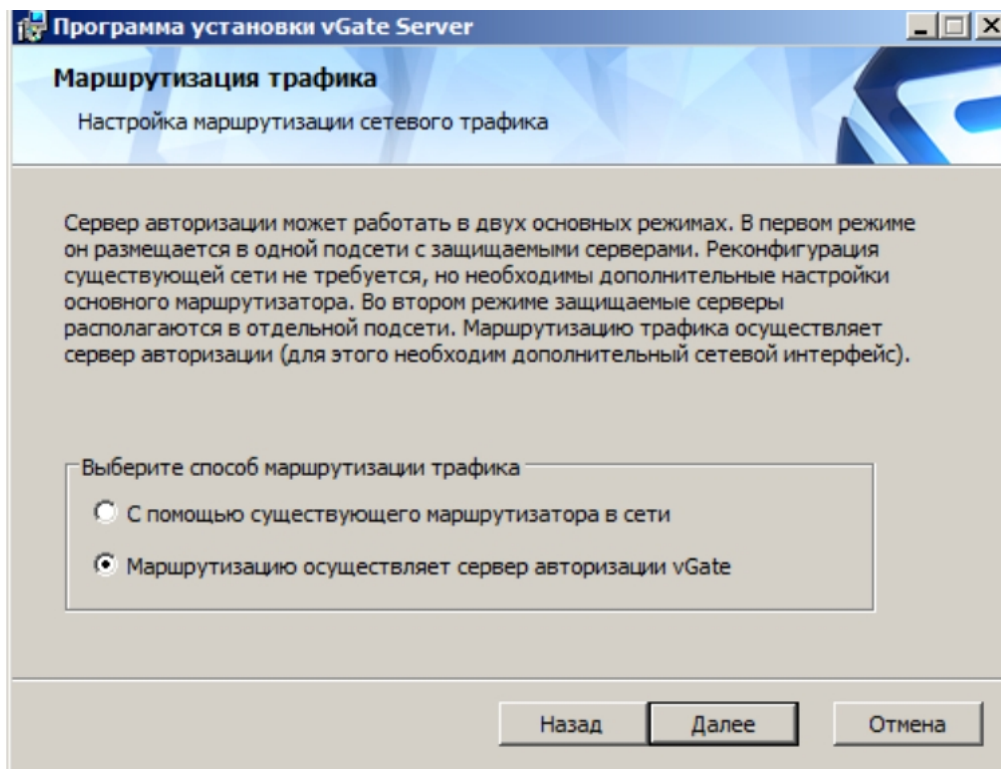 Программа установки vGate Server
Маршрутизация трафика
Настройка маршрутизации сетевого трафика
Сервер авторизации может работать в двух основных режимах. В первом режиме
он размещается в одной подсети с защищаемыми серверами. Реконфигурация
существующей сети не требуется, но необходимы дополнительные настройки
основного маршрутизатора. Во втором режиме защищаемые серверы
располагаются в отдельной подсети. Маршрутизацию трафика осуществляет
сервер авторизации (для этого необходим дополнительный сетевой интерфейс).
Выберите способ маршрутизации трафика
С помощью существующего маршрутизатора в сети
Маршрутизацию осуществляет сервер авторизации vGate
Назад Далее Отмена